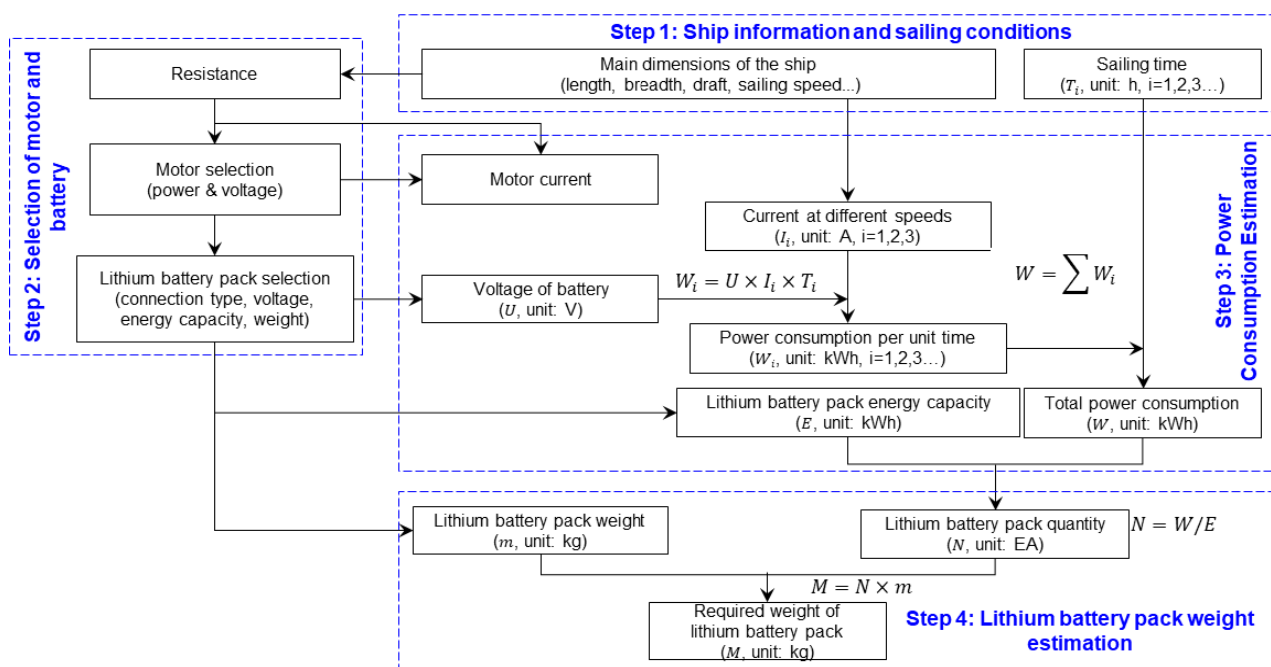 Step 1: Ship information and sailing conditions
Resistance
Main dimensions of the ship
(length, breadth, draft, sailing speed...)
Sailing time
(𝑇ᵢ, unit: h, i=1,2,3…)
Step 2: Selection of motor and
battery
Motor selection
(power & voltage)
Motor current
Current at different speeds
(𝐼ᵢ, unit: A, i=1,2,3)
Step 3: Power
Consumption Estimation
Lithium battery pack selection
(connection type, voltage,
energy capacity, weight)
Voltage of battery
(𝑈, unit: V)
𝑊ᵢ = 𝑈 × 𝐼ᵢ × 𝑇ᵢ
𝑊 = ∑ 𝑊ᵢ
Power consumption per unit time
(𝑊ᵢ, unit: kWh, i=1,2,3…)
Lithium battery pack energy capacity
(𝐸, unit: kWh)
Total power consumption
(𝑊, unit: kWh)
Lithium battery pack weight
(𝑚, unit: kg)
Lithium battery pack quantity
(𝑁, unit: EA)
𝑁 = 𝑊/𝐸
𝑀 = 𝑁 × 𝑚
Required weight of
lithium battery pack
(𝑀, unit: kg)
Step 4: Lithium battery pack weight
estimation